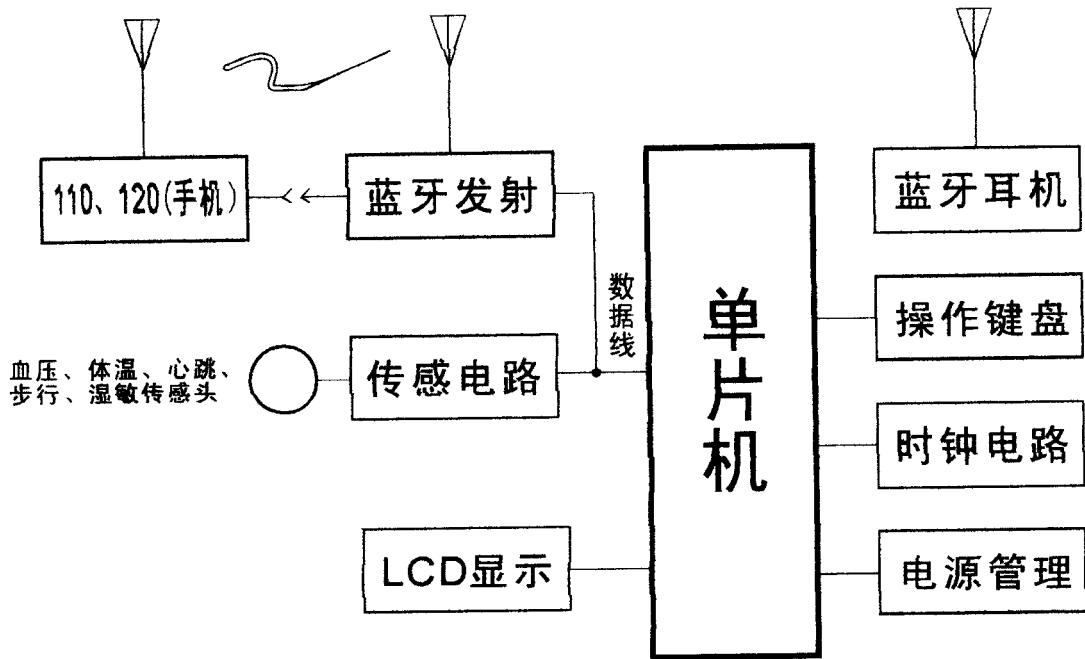 110、120(手机)
蓝牙发射
蓝牙耳机
数据线
单片机
操作键盘
血压、体温、心跳、
步行、湿敏传感头
传感电路
时钟电路
LCD显示
电源管理